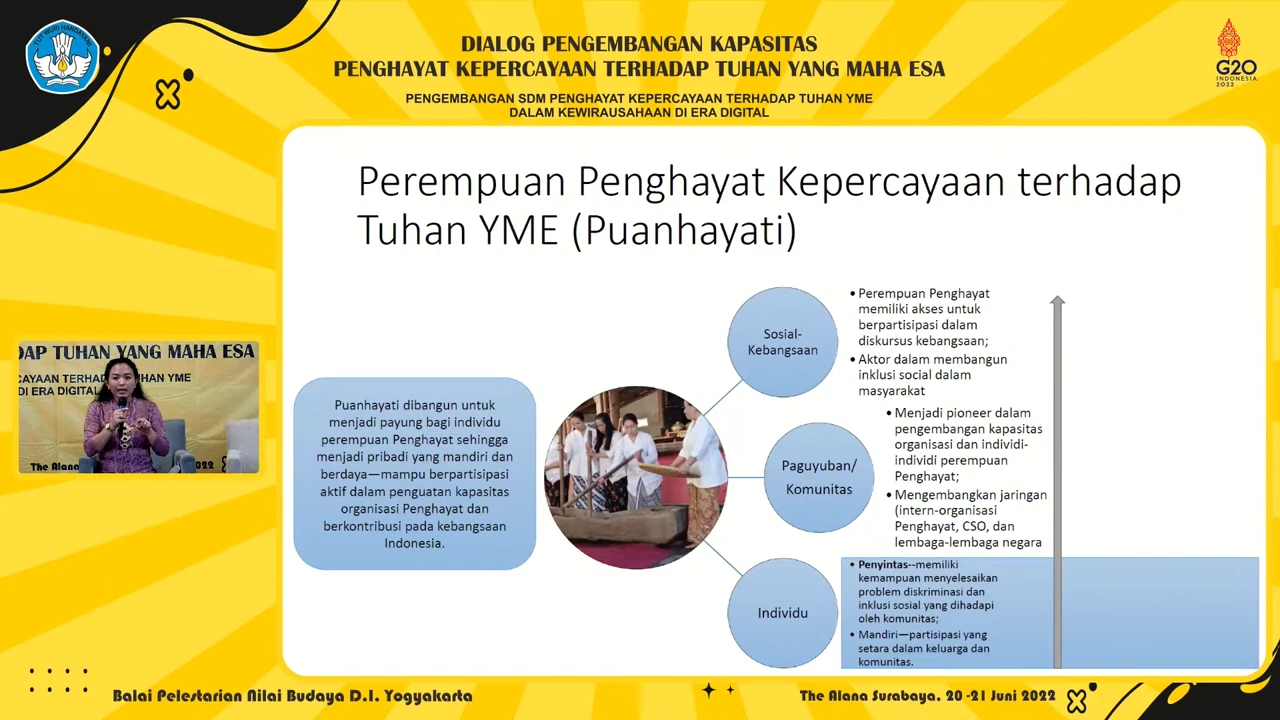 TUT WURI HANDAYANI
DIALOG PENGEMBANGAN KAPASITAS
PENGHAYAT KEPERCAYAAN TERHADAP TUHAN YANG MAHA ESA
PENGEMBANGAN SDM PENGHAYAT KEPERCAYAAN TERHADAP TUHAN YME
DALAM KEWIRAUSAHAAN DI ERA DIGITAL
G20
INDONESIA
2022
Perempuan Penghayat Kepercayaan terhadap
Tuhan YME (Puanhayati)
Puanhayati dibangun untuk
menjadi payung bagi individu
perempuan Penghayat sehingga
menjadi pribadi yang mandiri dan
berdaya—mampu berpartisipasi
aktif dalam penguatan kapasitas
organisasi Penghayat dan
berkontribusi pada kebangsaan
Indonesia.
Sosial-
Kebangsaan
• Perempuan Penghayat
memiliki akses untuk
berpartisipasi dalam
diskursus kebangsaan;
• Aktor dalam membangun
inklusi social dalam
masyarakat
Paguyuban/
Komunitas
• Menjadi pioneer dalam
pengembangan kapasitas
organisasi dan individi-
individi perempuan
Penghayat;
• Mengembangkan jaringan
(intern-organisasi
Penghayat, CSO, dan
lembaga-lembaga negara
Individu
• Penyintas--memiliki
kemampuan menyelesaikan
problem diskriminasi dan
inklusi sosial yang dihadapi
oleh komunitas;
• Mandiri—partisipasi yang
setara dalam keluarga dan
komunitas.
DAP TUHAN YANG MAHA ESA
CAYAAN TERHADAP TUHAN YME
DI ERA DIGITAL
The Alana
2022
Balai Pelestarian Nilai Budaya D.I. Yogyakarta
The Alana Surabaya, 20 -21 Juni 2022